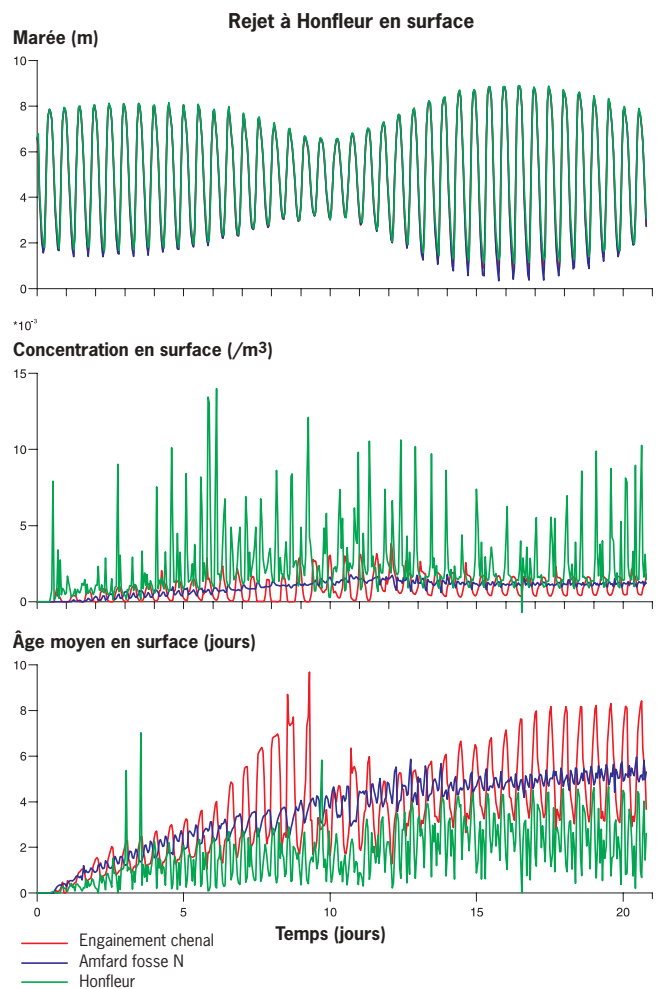 Rejet à Honfleur en surface
Marée (m)
10
8
6
4
2
0
*10⁻³
Concentration en surface (/m³)
15
10
5
0
Âge moyen en surface (jours)
10
8
6
4
2
0
0 5 10 15 20
Temps (jours)
Engainement chenal
Amfard fosse N
Honfleur